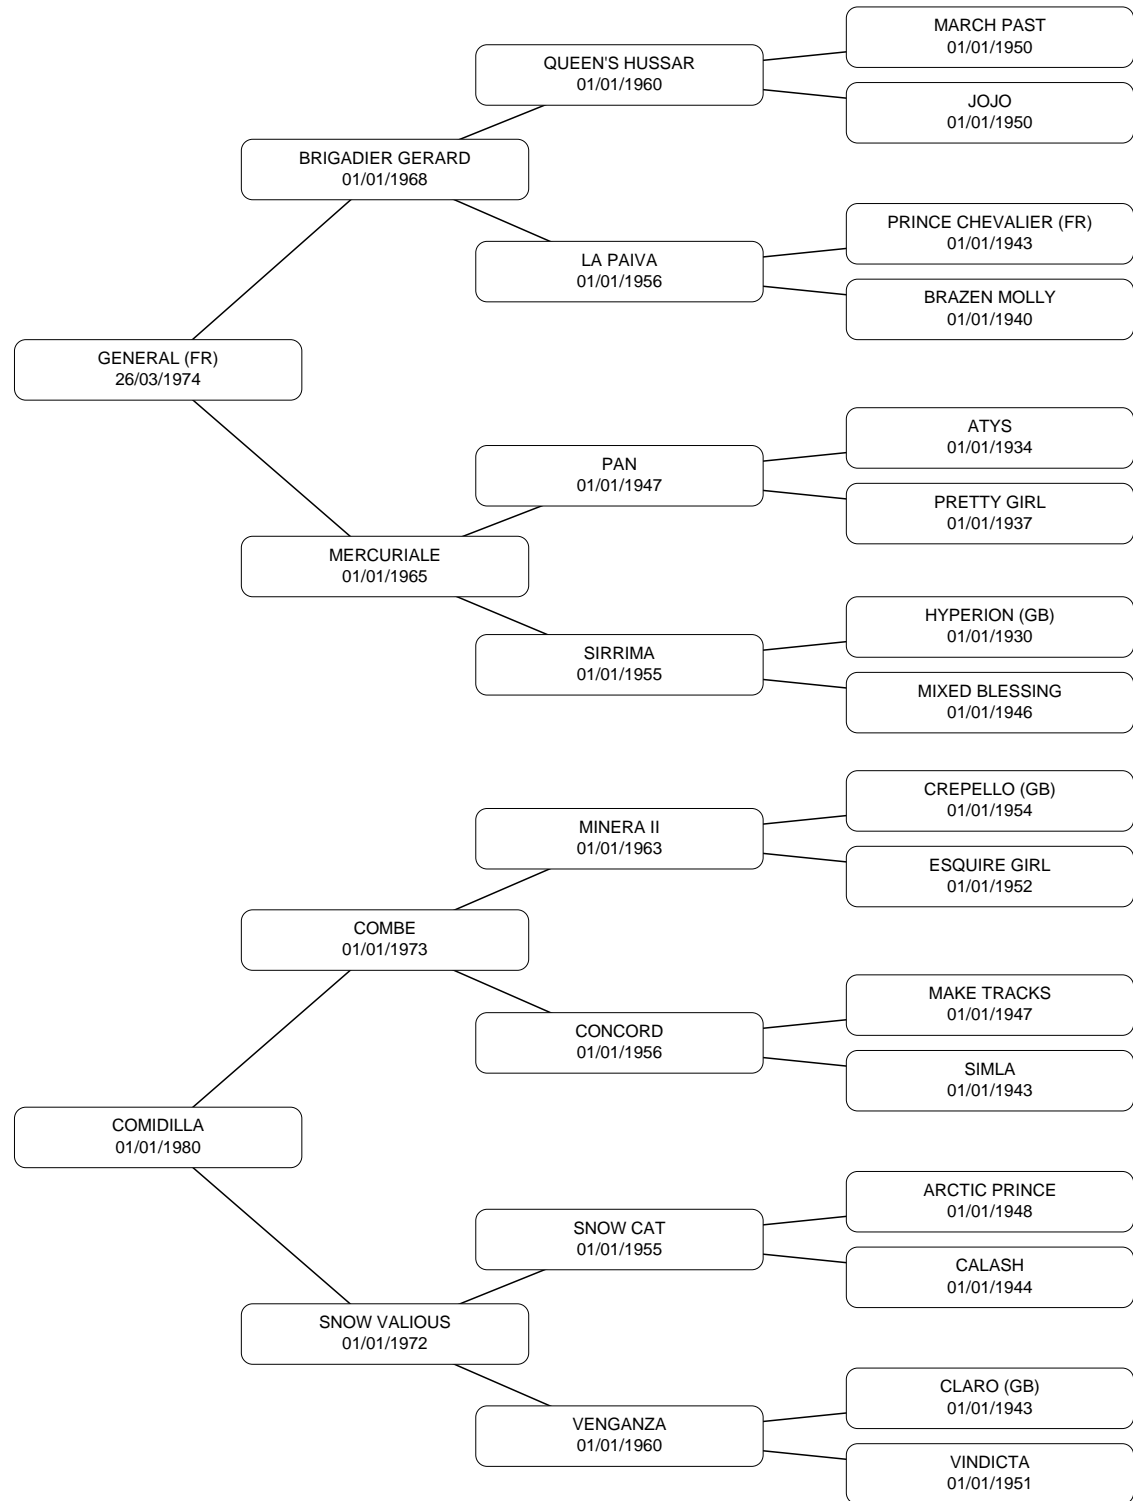 MARCH PAST
01/01/1950
QUEEN'S HUSSAR
01/01/1960
JOJO
01/01/1950
BRIGADIER GERARD
01/01/1968
PRINCE CHEVALIER (FR)
01/01/1943
LA PAIVA
01/01/1956
BRAZEN MOLLY
01/01/1940
GENERAL (FR)
26/03/1974
ATYS
01/01/1934
PAN
01/01/1947
PRETTY GIRL
01/01/1937
MERCURIALE
01/01/1965
HYPERION (GB)
01/01/1930
SIRRIMA
01/01/1955
MIXED BLESSING
01/01/1946
CREPELLO (GB)
01/01/1954
MINERA II
01/01/1963
ESQUIRE GIRL
01/01/1952
COMBE
01/01/1973
MAKE TRACKS
01/01/1947
CONCORD
01/01/1956
SIMLA
01/01/1943
COMIDILLA
01/01/1980
ARCTIC PRINCE
01/01/1948
SNOW CAT
01/01/1955
CALASH
01/01/1944
SNOW VALIOUS
01/01/1972
CLARO (GB)
01/01/1943
VENGANZA
01/01/1960
VINDICTA
01/01/1951